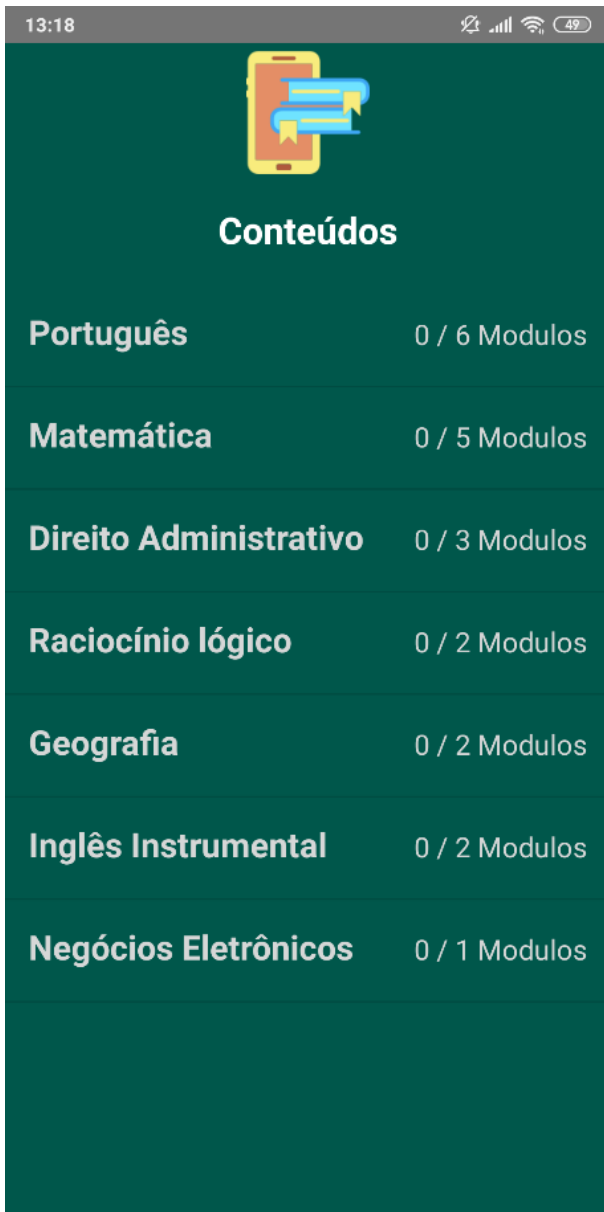 13:18
49
Conteúdos
Português 0 / 6 Modulos
Matemática 0 / 5 Modulos
Direito Administrativo 0 / 3 Modulos
Raciocínio lógico 0 / 2 Modulos
Geografia 0 / 2 Modulos
Inglês Instrumental 0 / 2 Modulos
Negócios Eletrônicos 0 / 1 Modulos